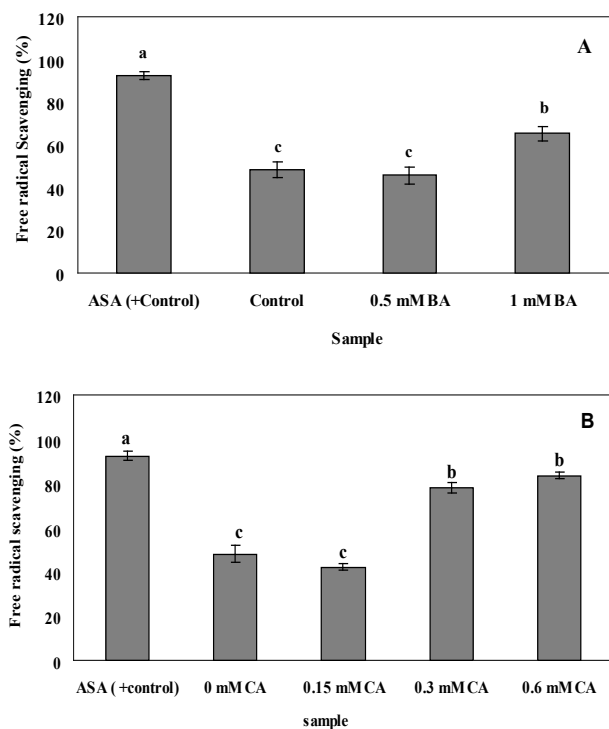 120
100
80
60
40
20
0
Free radical Scavenging (%)
A
a
c
c
b
ASA (+Control) Control 0.5 mM BA 1 mM BA
Sample
120
100
80
60
40
20
0
Free radical scavenging (%)
B
a
c
c
b
b
ASA ( +control) 0 mM CA 0.15 mM CA 0.3 mM CA 0.6 mM CA
sample